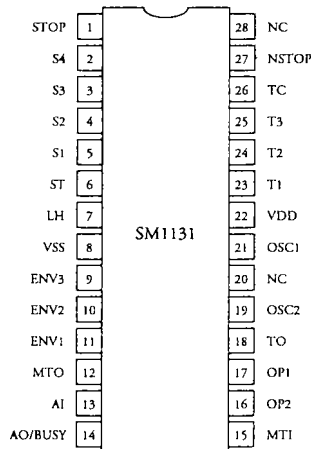 STOP 1 28 NC
S4 2 27 NSTOP
S3 3 26 TC
S2 4 25 T3
S1 5 24 T2
ST 6 23 T1
LH 7 22 VDD
SM1131
VSS 8 21 OSC1
ENV3 9 20 NC
ENV2 10 19 OSC2
ENV1 11 18 TO
MTO 12 17 OP1
AI 13 16 OP2
AO/BUSY 14 15 MTI